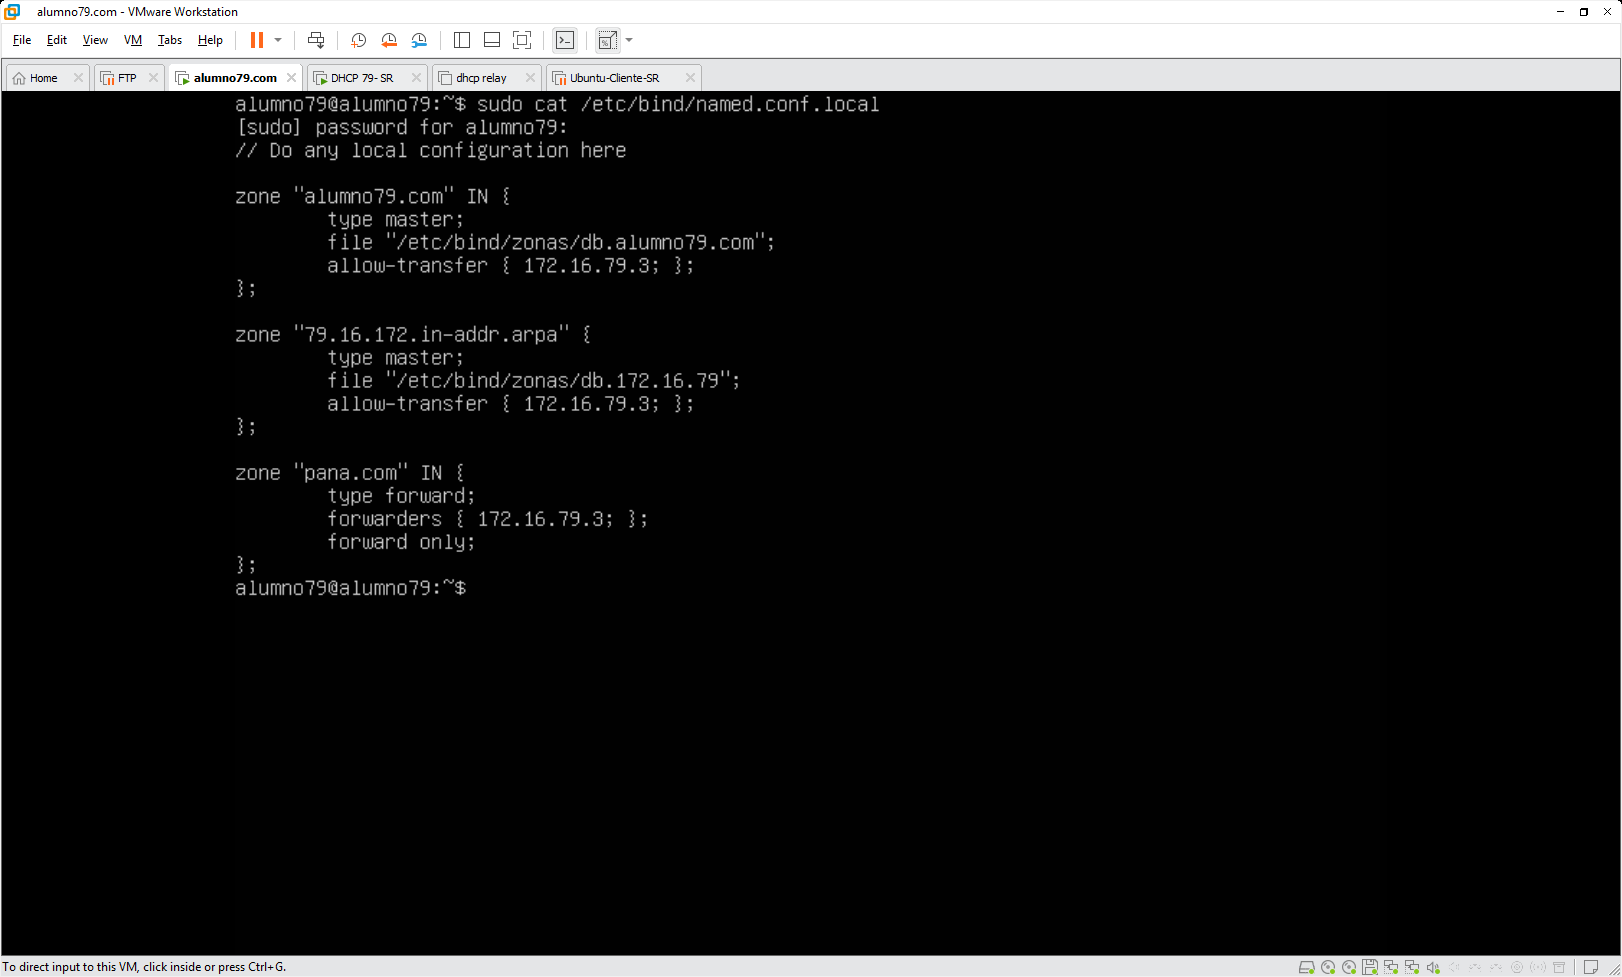 alumno79.com - VMware Workstation
File Edit View VM Tabs Help
Home FTP alumno79.com DHCP 79- SR dhcp relay Ubuntu-Cliente-SR
alumno79@alumno79:~$ sudo cat /etc/bind/named.conf.local
[sudo] password for alumno79:
// Do any local configuration here
zone "alumno79.com" IN {
type master;
file "/etc/bind/zonas/db.alumno79.com";
allow-transfer { 172.16.79.3; };
};
zone "79.16.172.in-addr.arpa" {
type master;
file "/etc/bind/zonas/db.172.16.79";
allow-transfer { 172.16.79.3; };
};
zone "pana.com" IN {
type forward;
forwarders { 172.16.79.3; };
forward only;
};
alumno79@alumno79:~$
To direct input to this VM, click inside or press Ctrl+G.